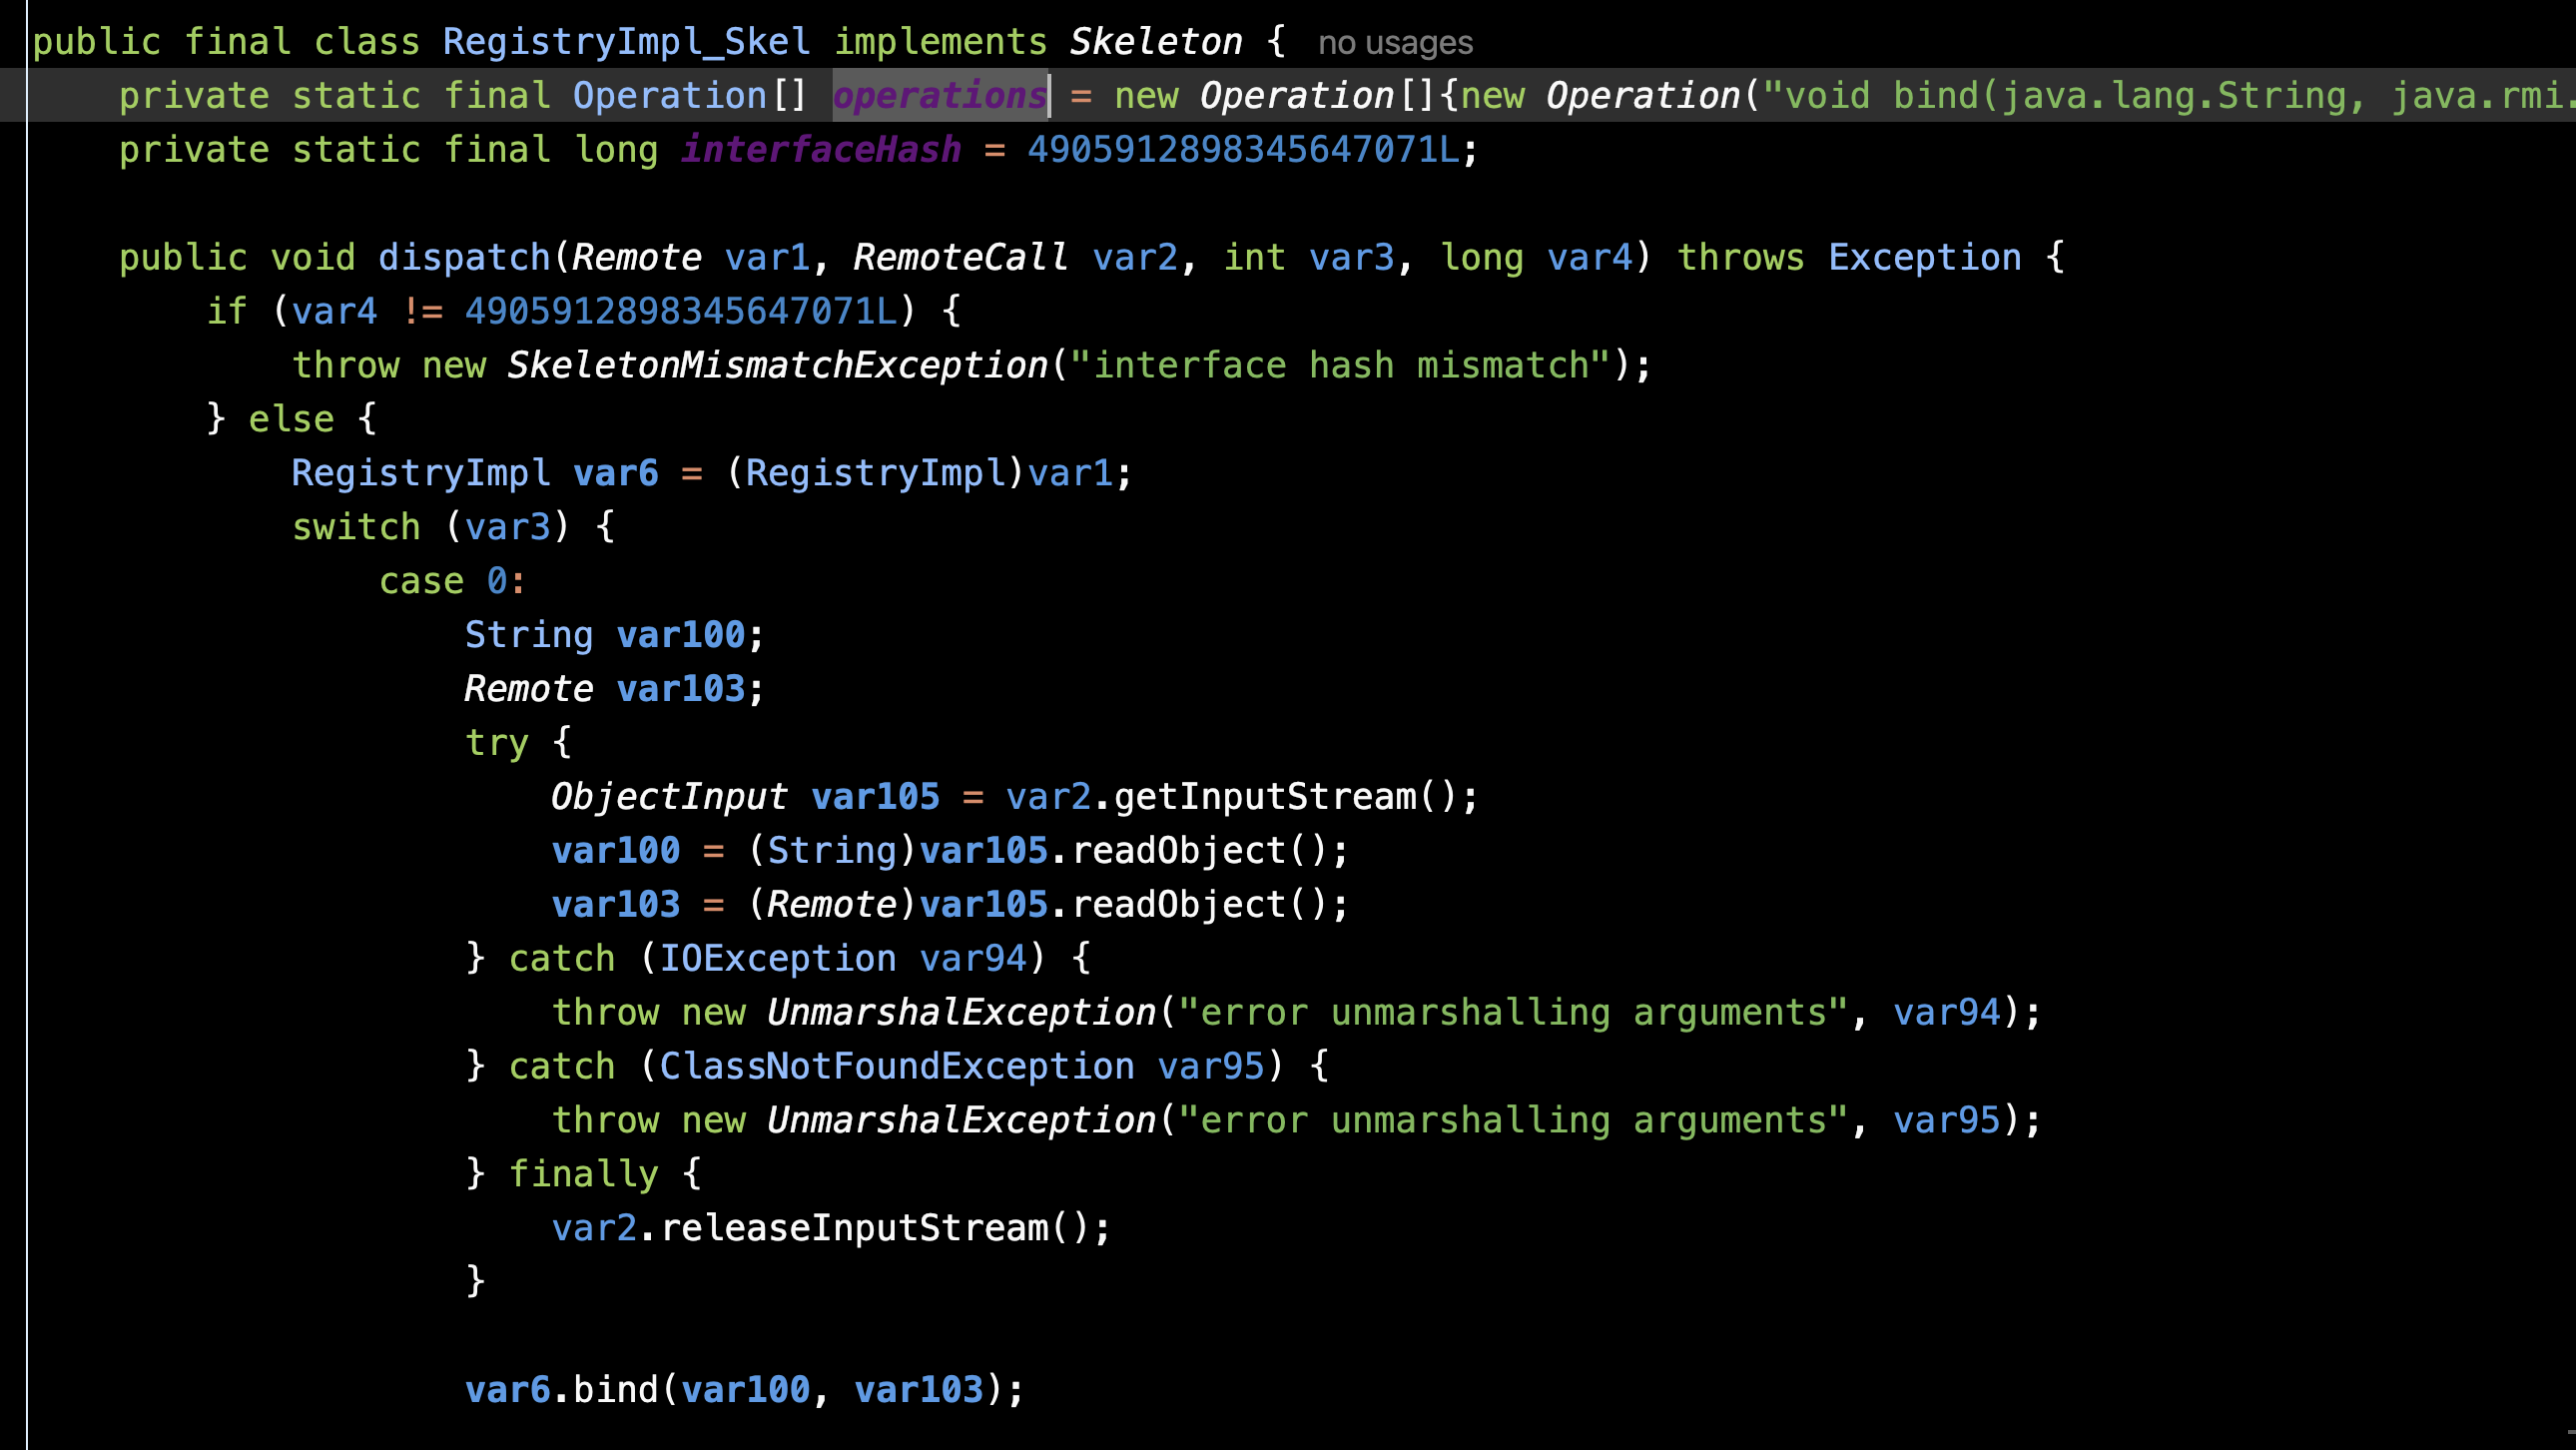 public final class RegistryImpl_Skel implements Skeleton { no usages
private static final Operation[] operations = new Operation[]{new Operation("void bind(java.lang.String, java.rmi.
private static final long interfaceHash = 4905912898345647071L;
public void dispatch(Remote var1, RemoteCall var2, int var3, long var4) throws Exception {
if (var4 != 4905912898345647071L) {
throw new SkeletonMismatchException("interface hash mismatch");
} else {
RegistryImpl var6 = (RegistryImpl)var1;
switch (var3) {
case 0:
String var100;
Remote var103;
try {
ObjectInput var105 = var2.getInputStream();
var100 = (String)var105.readObject();
var103 = (Remote)var105.readObject();
} catch (IOException var94) {
throw new UnmarshalException("error unmarshalling arguments", var94);
} catch (ClassNotFoundException var95) {
throw new UnmarshalException("error unmarshalling arguments", var95);
} finally {
var2.releaseInputStream();
}
var6.bind(var100, var103);